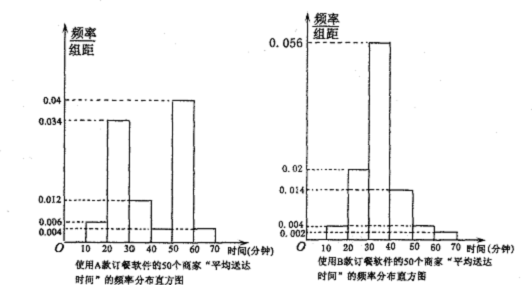 频率
组距
0.04
0.034
0.012
0.006
0.004
O 10 20 30 40 50 60 70 时间(分钟)
使用A款订餐软件的50个商家“平均送达
时间”的频率分布直方图
频率
组距
0.056
0.02
0.014
0.004
0.002
O 10 20 30 40 50 60 70 时间(分钟)
使用B款订餐软件的50个商家“平均送达
时间”的频率分布直方图